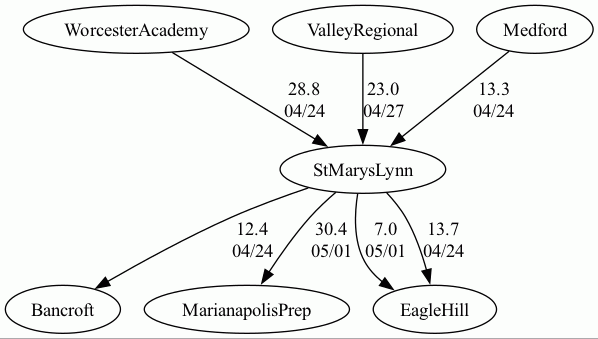 WorcesterAcademy
ValleyRegional
Medford
28.8
04/24
23.0
04/27
13.3
04/24
StMarysLynn
12.4
04/24
30.4
05/01
7.0
05/01
13.7
04/24
Bancroft
MarianapolisPrep
EagleHill